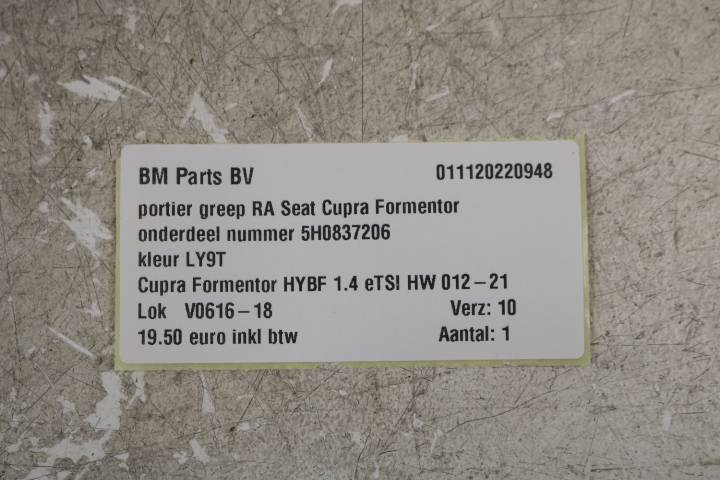 BM Parts BV 011120220948
portier greep RA Seat Cupra Formentor
onderdeel nummer 5H0837206
kleur LY9T
Cupra Formentor HYBF 1.4 eTSI HW 012-21
Lok V0616-18 Verz: 10
19.50 euro inkl btw Aantal: 1